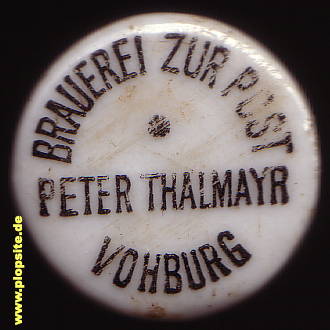 BRAUEREI ZUR POST
PETER THALMAYR
VOHBURG
www.plopsite.de